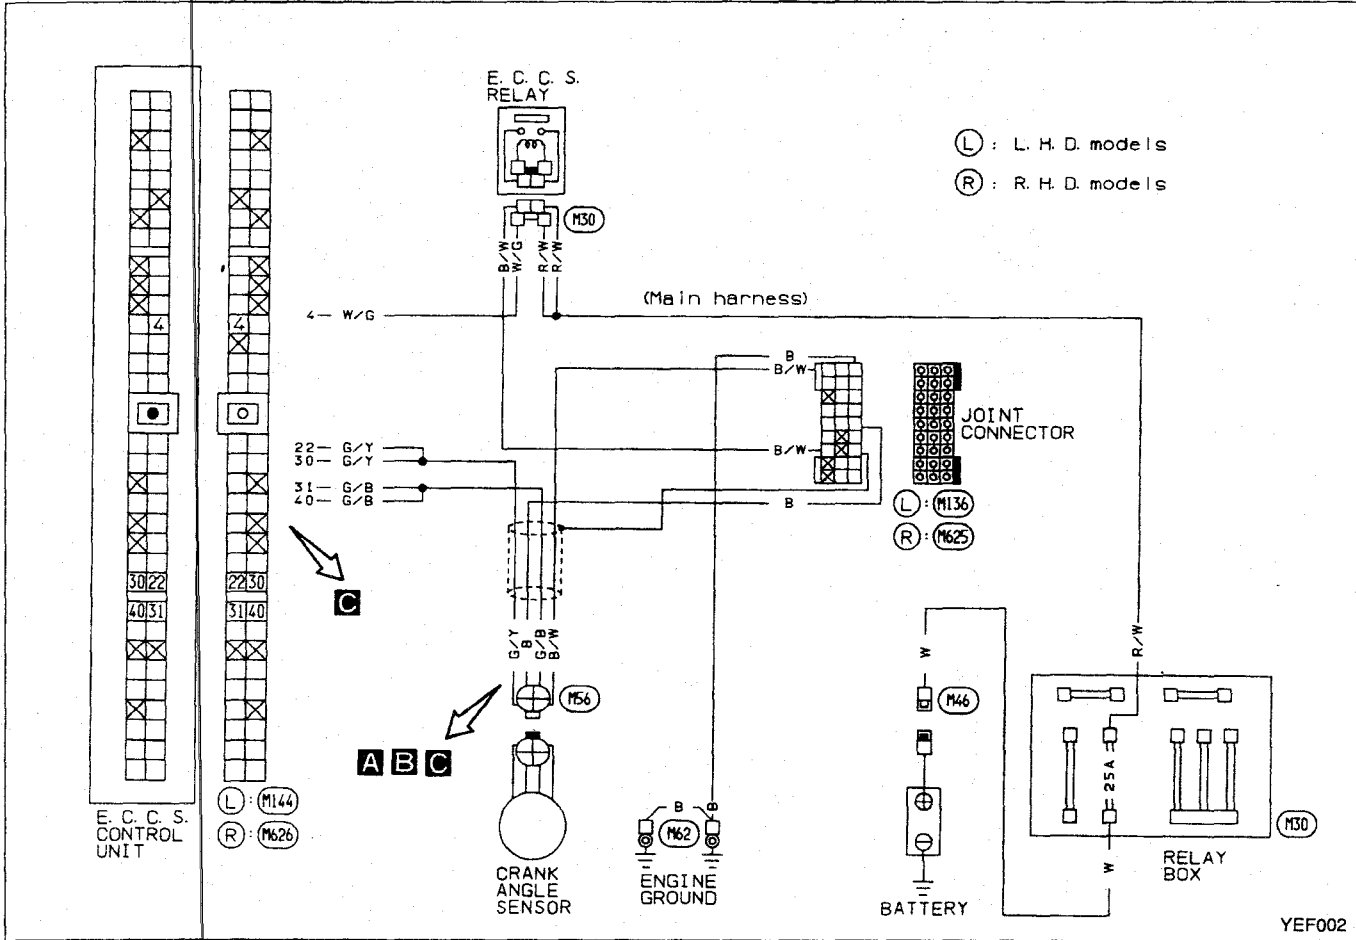 E. C. C. S.
RELAY
L : L. H. D. models
R : R. H. D. models
M30
B/W
W/G
R/W
R/W
(Main harness)
4
4
4 W/G
B
B/W
JOINT
CONNECTOR
22 G/Y
30 G/Y
B/W
31 G/B
40 G/B
B
L : M136
R : M625
30 22
22 30
40 31
31 40
C
G/Y
B
G/B
B/W
W
R/W
M56
M46
A B C
25A
L : M144
R : M626
E. C. C. S.
CONTROL
UNIT
B
B
M62
M30
W
CRANK
ANGLE
SENSOR
ENGINE
GROUND
BATTERY
RELAY
BOX
YEF002